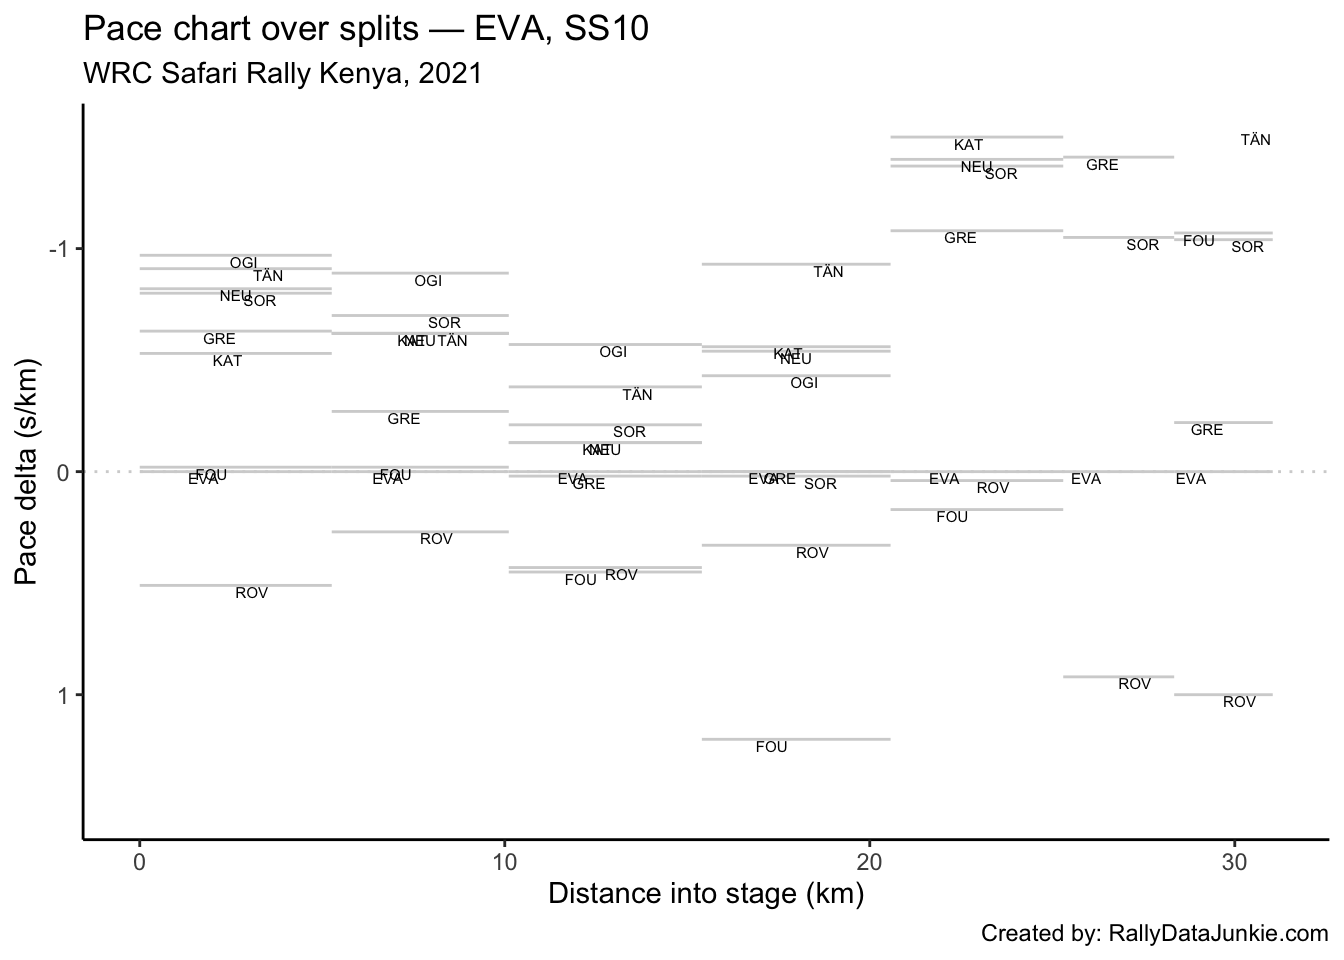 Pace chart over splits — EVA, SS10
WRC Safari Rally Kenya, 2021
Pace delta (s/km)
-1
0
1
OGI
TÄN
NEU
SOR
GRE
KAT
FOU
EVA
ROV
OGI
SOR
KAT NEU TÄN
GRE
FOU
EVA
ROV
OGI
TÄN
SOR
KAT NEU
EVA
GRE
ROV
FOU
TÄN
KAT
NEU
OGI
EVA GRE
SOR
ROV
FOU
KAT
NEU
SOR
GRE
EVA
ROV
FOU
GRE
SOR
EVA
ROV
TÄN
FOU
SOR
GRE
EVA
ROV
0 10 20 30
Distance into stage (km)
Created by: RallyDataJunkie.com